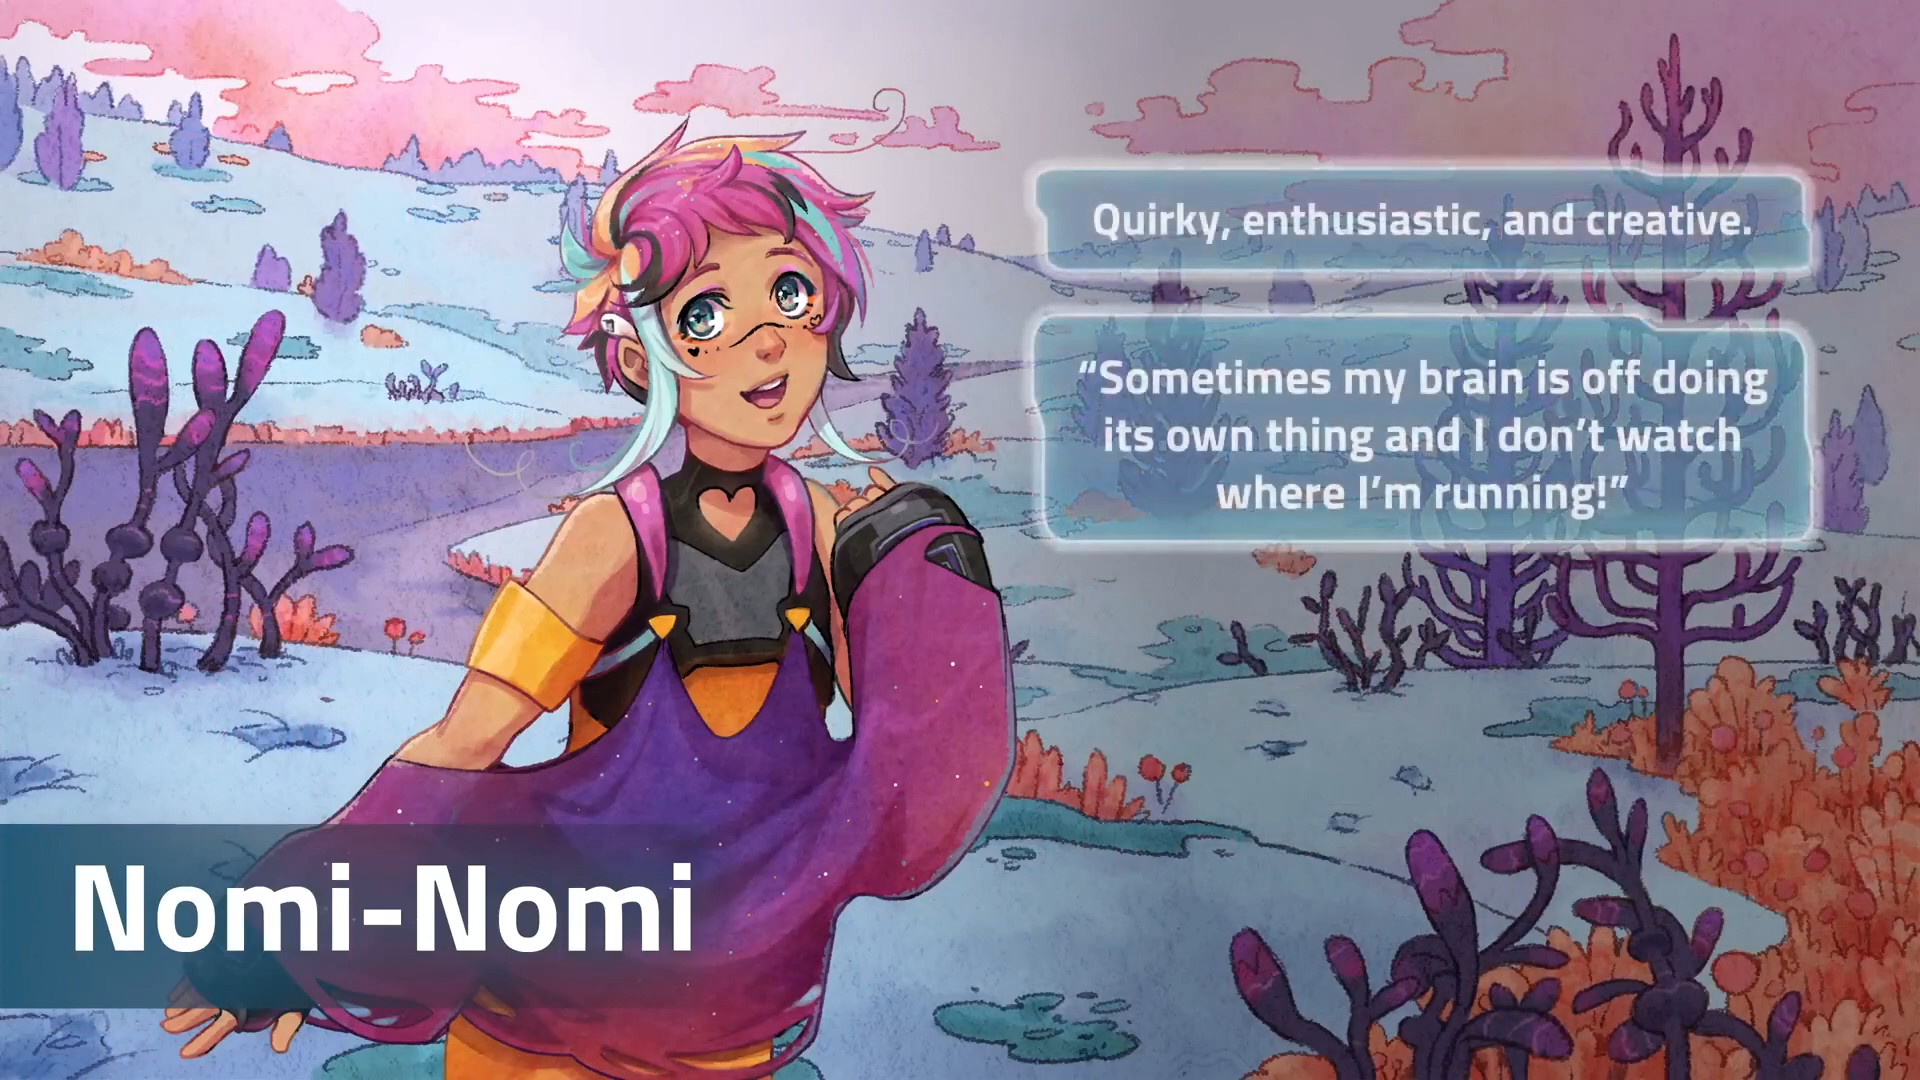 Quirky, enthusiastic, and creative.
“Sometimes my brain is off doing
its own thing and I don’t watch
where I’m running!”
Nomi-Nomi